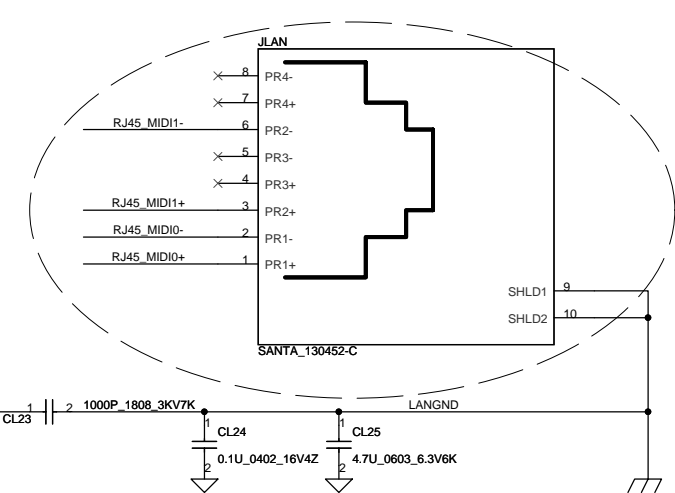 JLAN
8 PR4-
7 PR4+
RJ45_MIDI1- 6 PR2-
5 PR3-
4 PR3+
RJ45_MIDI1+ 3 PR2+
RJ45_MIDI0- 2 PR1-
RJ45_MIDI0+ 1 PR1+
SHLD1 9
SHLD2 10
SANTA_130452-C
1 2 1000P_1808_3KV7K LANGND
CL23
1 1
CL24 CL25
0.1U_0402_16V4Z 4.7U_0603_6.3V6K
2 2